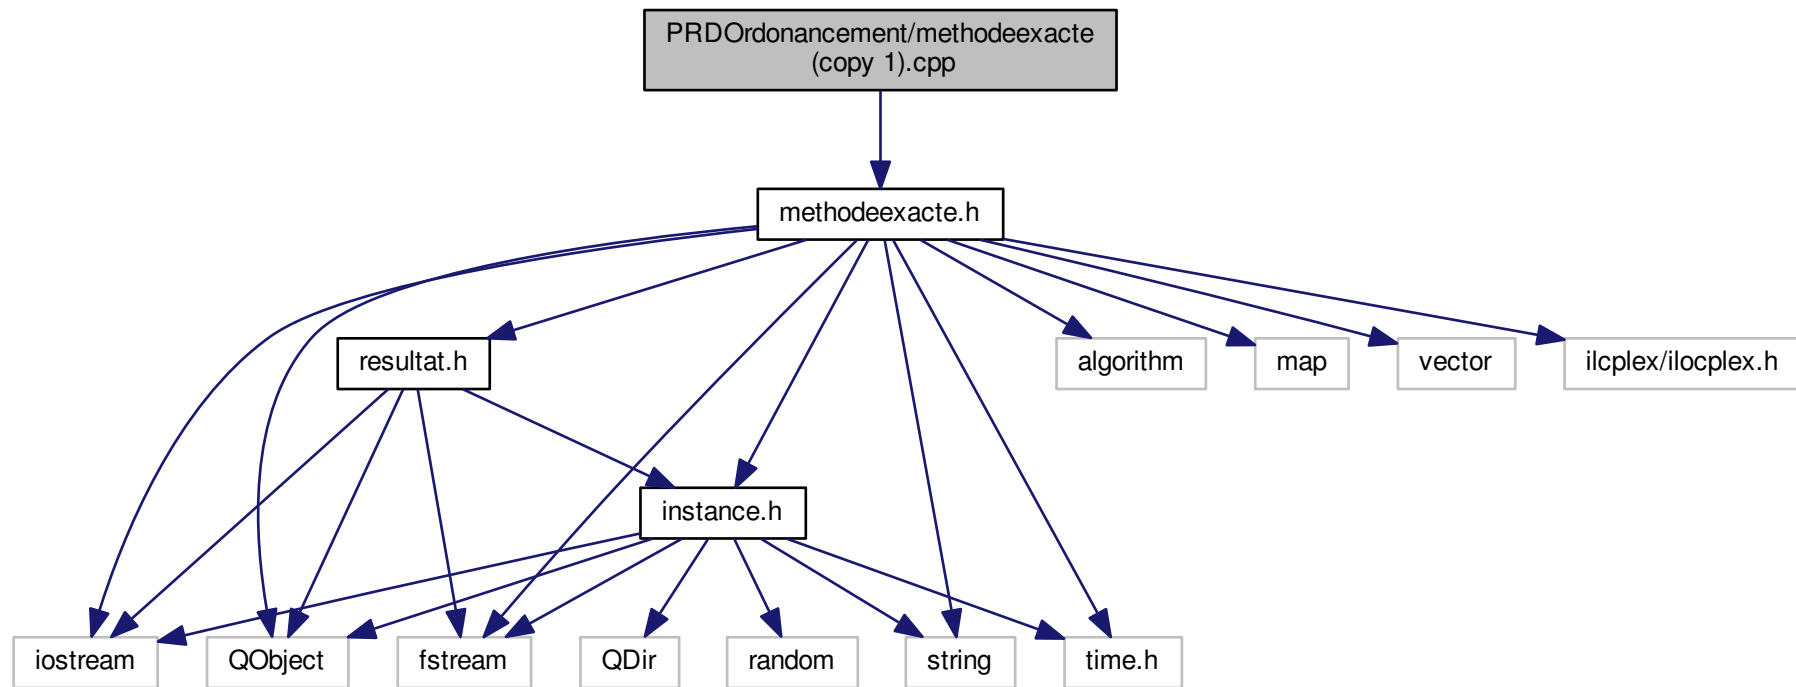 PRDOrdonancement/methodeexacte
(copy 1).cpp
methodeexacte.h
resultat.h
algorithm
map
vector
ilcplex/ilocplex.h
instance.h
iostream
QObject
fstream
QDir
random
string
time.h